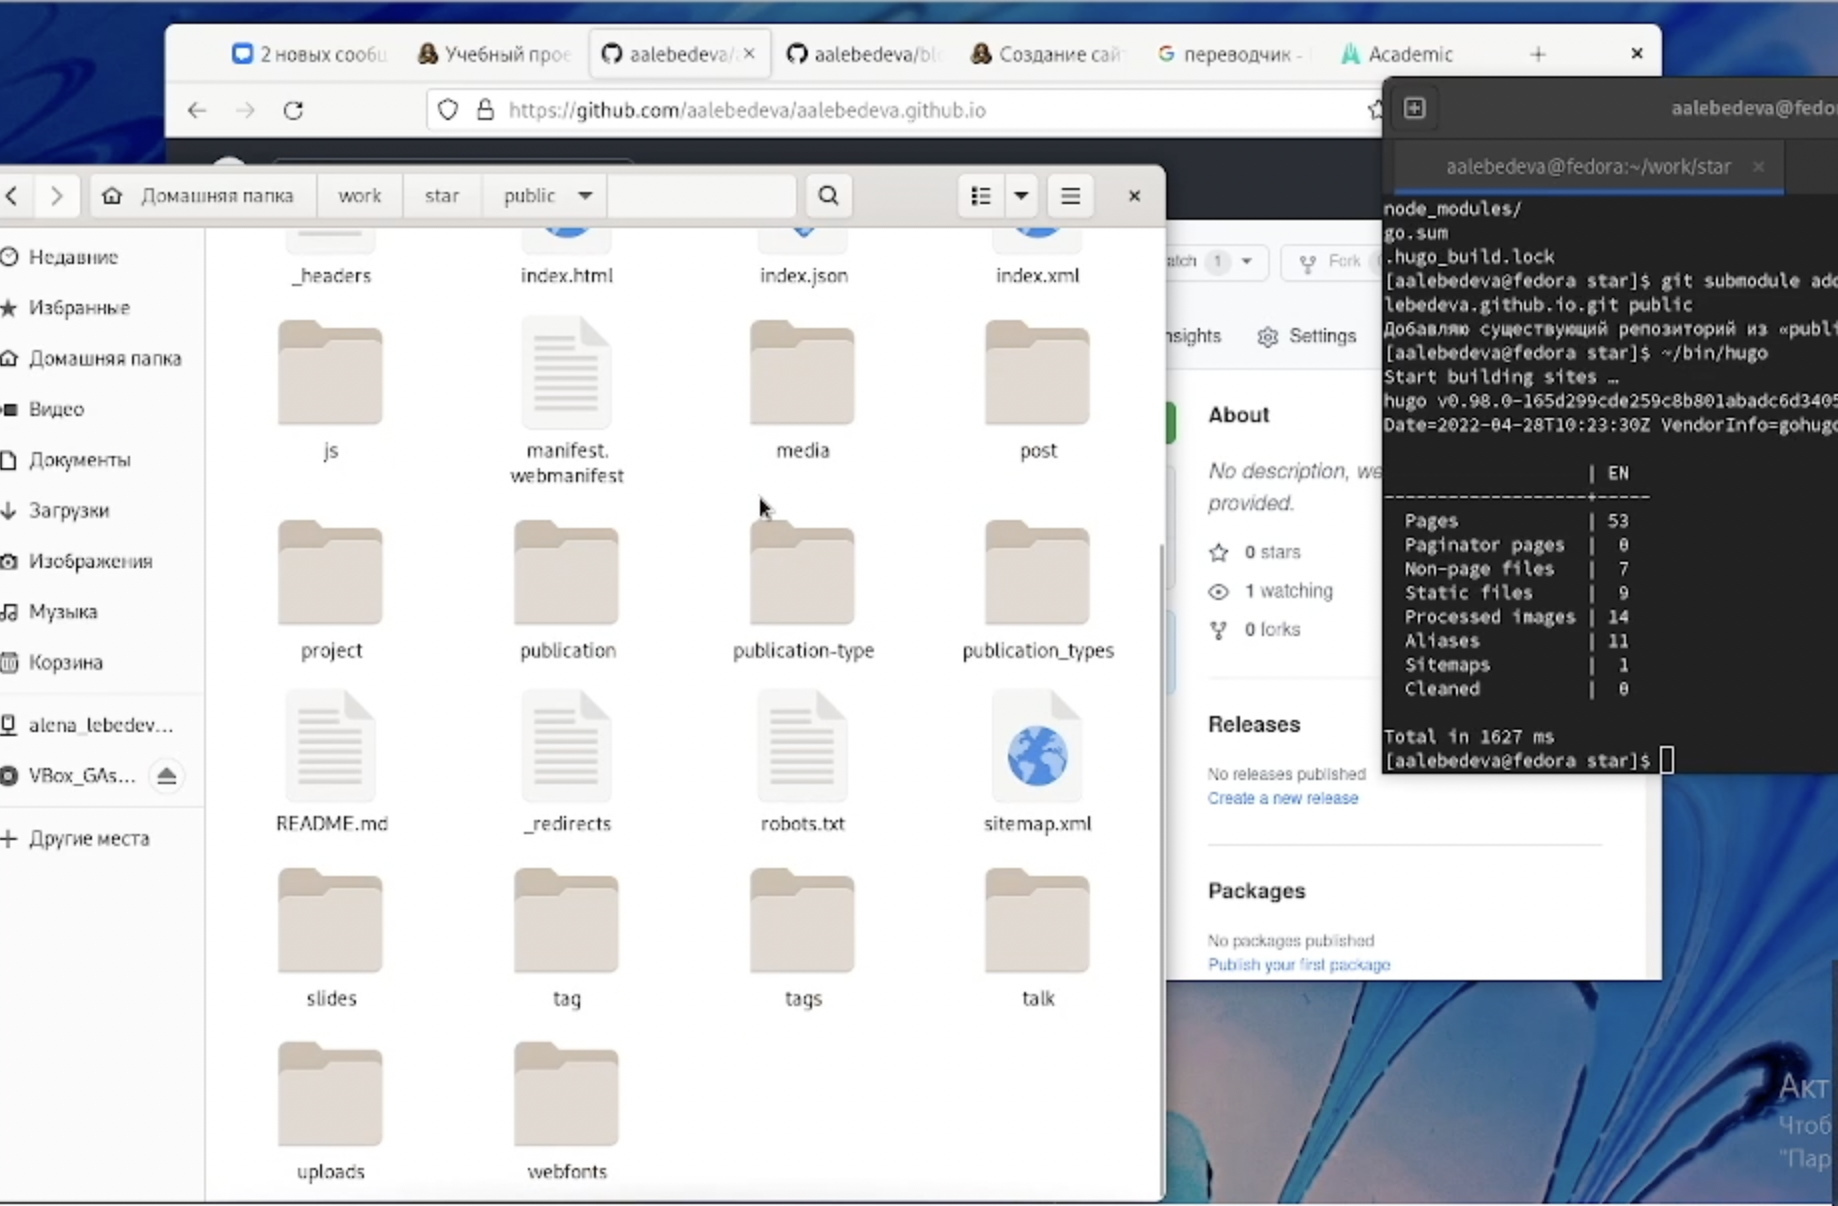 2 новых сообщ
Учебный прое
aalebedeva/
aalebedeva/bl
Создание сай
переводчик -
Academic
https://github.com/aalebedeva/aalebedeva.github.io
Домашняя папка
work
star
public
Недавние
Избранные
Домашняя папка
Видео
Документы
Загрузки
Изображения
Музыка
Корзина
alena_lebedev...
VBox_GAs...
Другие места
_headers
index.html
index.json
index.xml
js
manifest.
webmanifest
media
post
project
publication
publication-type
publication_types
README.md
_redirects
robots.txt
sitemap.xml
slides
tag
tags
talk
uploads
webfonts
atch 1
Fork
nsights
Settings
About
No description, we
provided.
0 stars
1 watching
0 forks
Releases
No releases published
Create a new release
Packages
No packages published
Publish your first package
aalebedeva@fedo
aalebedeva@fedora:~/work/star
node_modules/
go.sum
.hugo_build.lock
[aalebedeva@fedora star]$ git submodule add
lebedeva.github.io.git public
Добавляю существующий репозиторий из «publi
[aalebedeva@fedora star]$ ~/bin/hugo
Start building sites …
hugo v0.98.0-165d299cde259c8b801abadc6d3405
Date=2022-04-28T10:23:30Z VendorInfo=gohugo
| EN
-------------------+-----
Pages | 53
Paginator pages | 0
Non-page files | 7
Static files | 9
Processed images | 14
Aliases | 11
Sitemaps | 1
Cleaned | 0
Total in 1627 ms
[aalebedeva@fedora star]$
Акт
Чтоб
"Пар